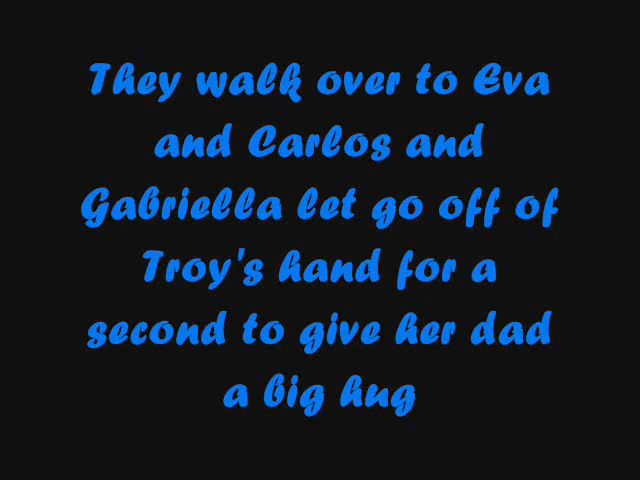 They walk over to Eva
and Carlos and
Gabriella let go off of
Troy's hand for a
second to give her dad
a big hug